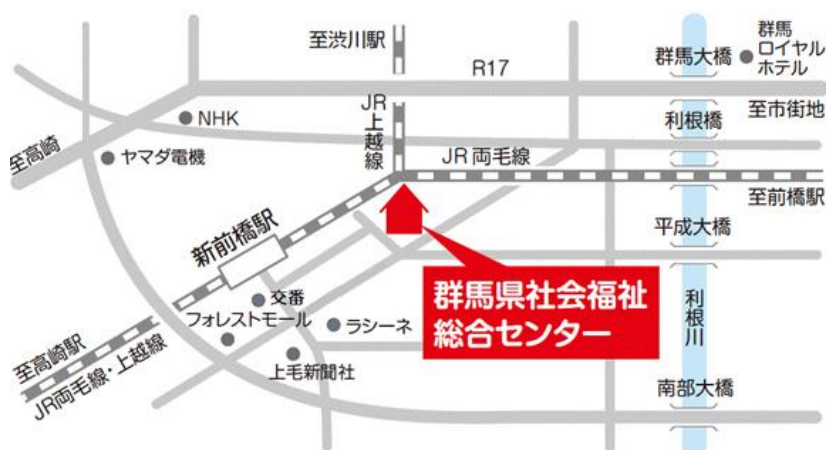 至渋川駅
R17
群馬大橋
群馬
ロイヤル
ホテル
JR上越線
NHK
利根橋
至市街地
至高崎
ヤマダ電機
JR両毛線
至前橋駅
新前橋駅
平成大橋
群馬県社会福祉
総合センター
交番
フォレストモール
ラシーネ
利根川
上毛新聞社
至高崎駅
JR両毛線・上越線
南部大橋